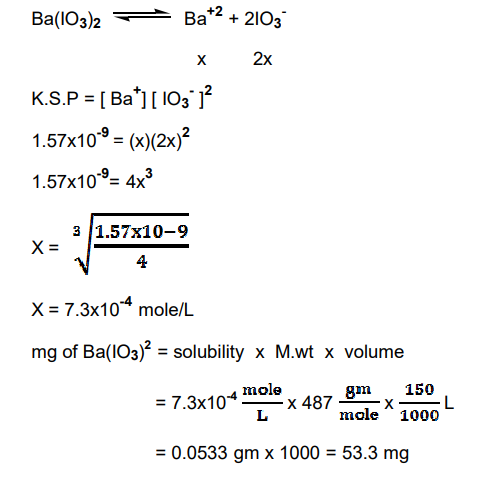 Ba(IO₃)2 ⇌ Ba⁺² + 2IO₃⁻
x 2x
K.S.P = [ Ba⁺] [ IO₃⁻ ]²
1.57x10⁻⁹ = (x)(2x)²
1.57x10⁻⁹= 4x³
X = ∛(1.57x10−9 / 4)
X = 7.3x10⁻⁴ mole/L
mg of Ba(IO₃)² = solubility x M.wt x volume
= 7.3x10⁻⁴ mole/L x 487 gm/mole x 150/1000 L
= 0.0533 gm x 1000 = 53.3 mg